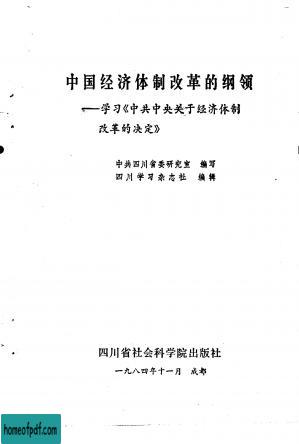 中国经济体制改革的纲领
——学习《中共中央关于经济体制
改革的决定》
中共四川省委研究室 编写
四川学习杂志社 编辑
四川省社会科学院出版社
一九八四年十一月 成都
homeofpdf.com
homeofpdf.com